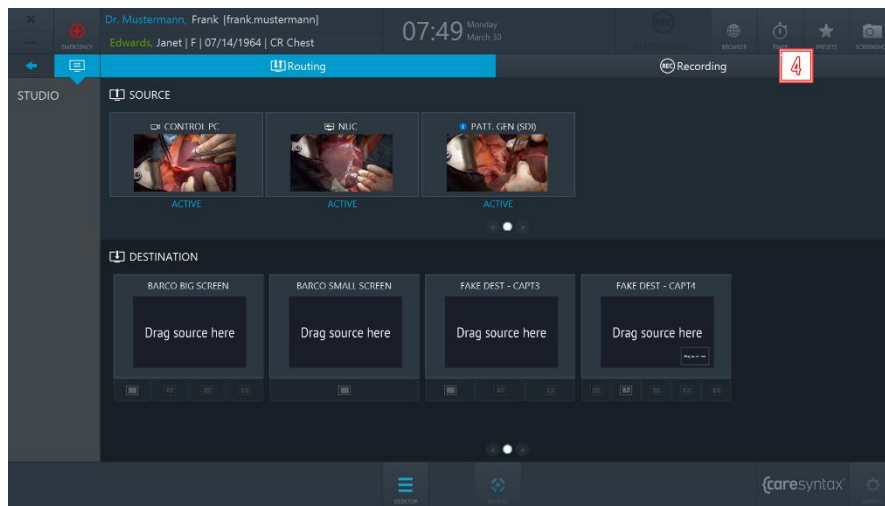 Dr. Mustermann, Frank [frank.mustermann]
Edwards, Janet | F | 07/14/1964 | CR Chest
07:49 Monday
March 30
EMERGENCY
BROWSER
TIMER
PRESETS
Routing
REC Recording
4
STUDIO
SOURCE
CONTROL PC
NUC
PATT. GEN (SDI)
ACTIVE
ACTIVE
ACTIVE
DESTINATION
BARCO BIG SCREEN
BARCO SMALL SCREEN
FAKE DEST - CAPT3
FAKE DEST - CAPT4
Drag source here
Drag source here
Drag source here
Drag source here
DESKTOP
{caresyntax